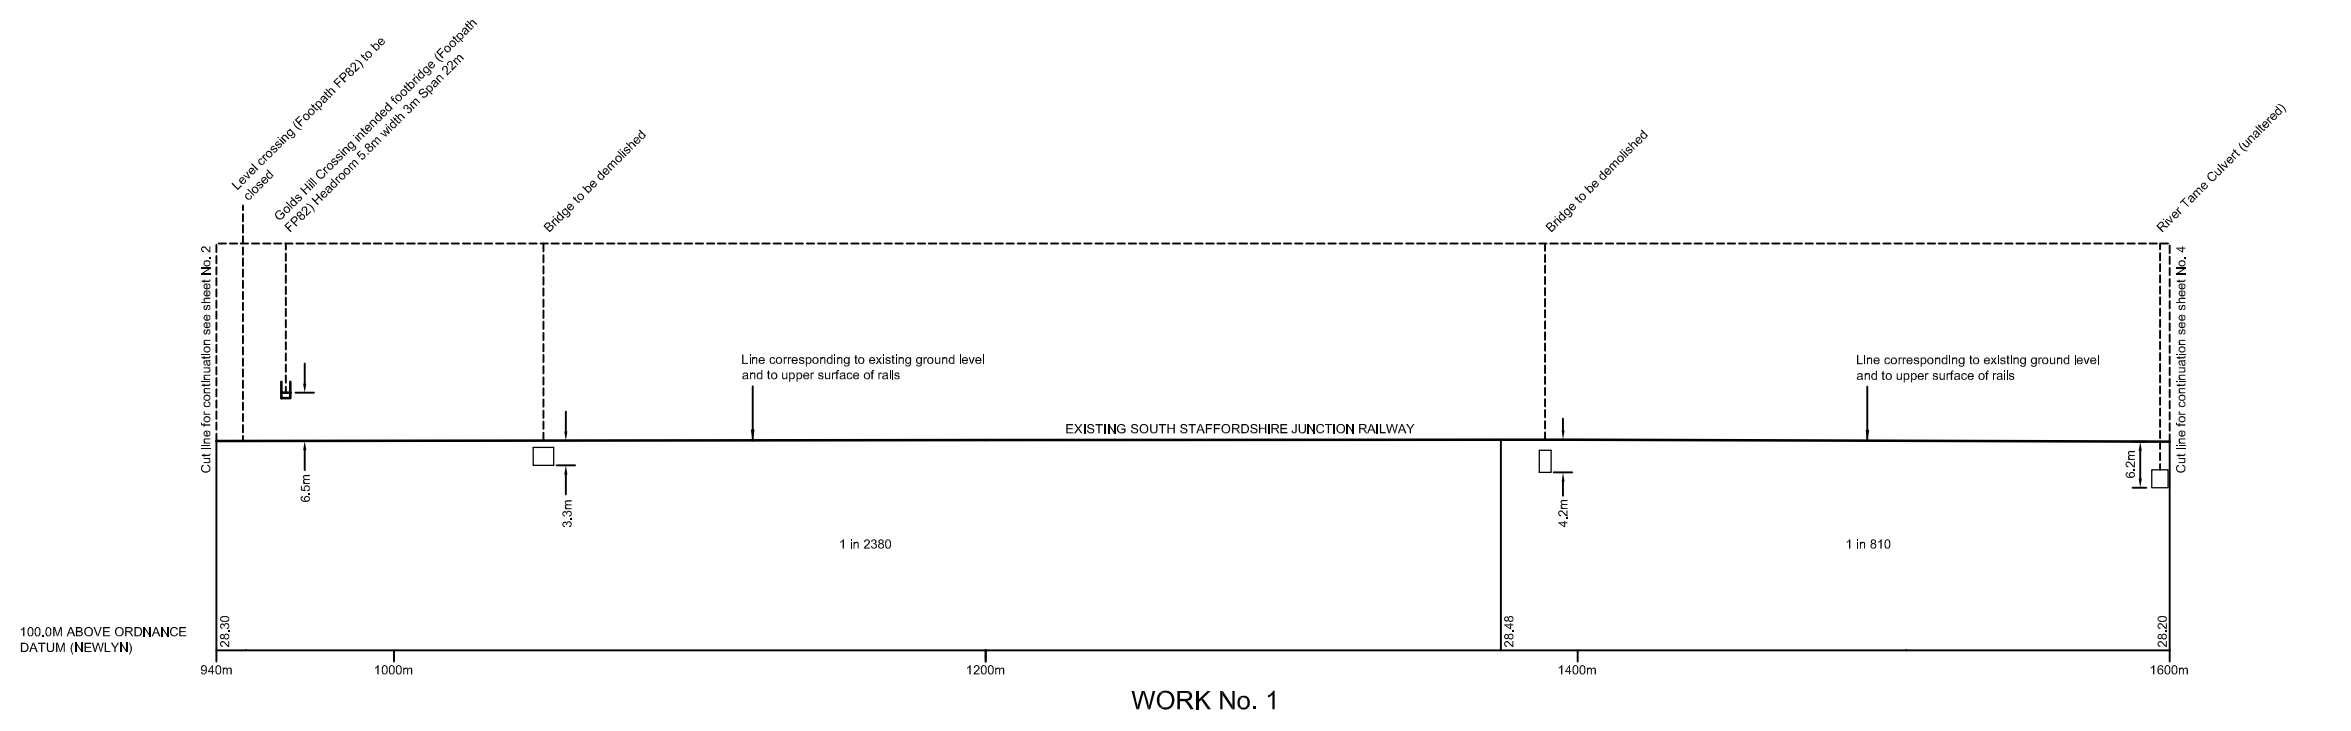 Level crossing (Footpath FP82) to be
closed
Golds Hill Crossing intended footbridge (Footpath
FP82) Headroom 5.8m width 3m Span 22m
Bridge to be demolished
Bridge to be demolished
River Tame Culvert (unaltered)
Cut line for continuation see sheet No. 2
Cut line for continuation see sheet No. 4
Line corresponding to existing ground level
and to upper surface of rails
Line corresponding to existing ground level
and to upper surface of rails
EXISTING SOUTH STAFFORDSHIRE JUNCTION RAILWAY
6.5m
3.3m
4.2m
6.2m
1 in 2380
1 in 810
28.30
28.48
28.20
100.0M ABOVE ORDNANCE
DATUM (NEWLYN)
940m
1000m
1200m
1400m
1600m
WORK No. 1